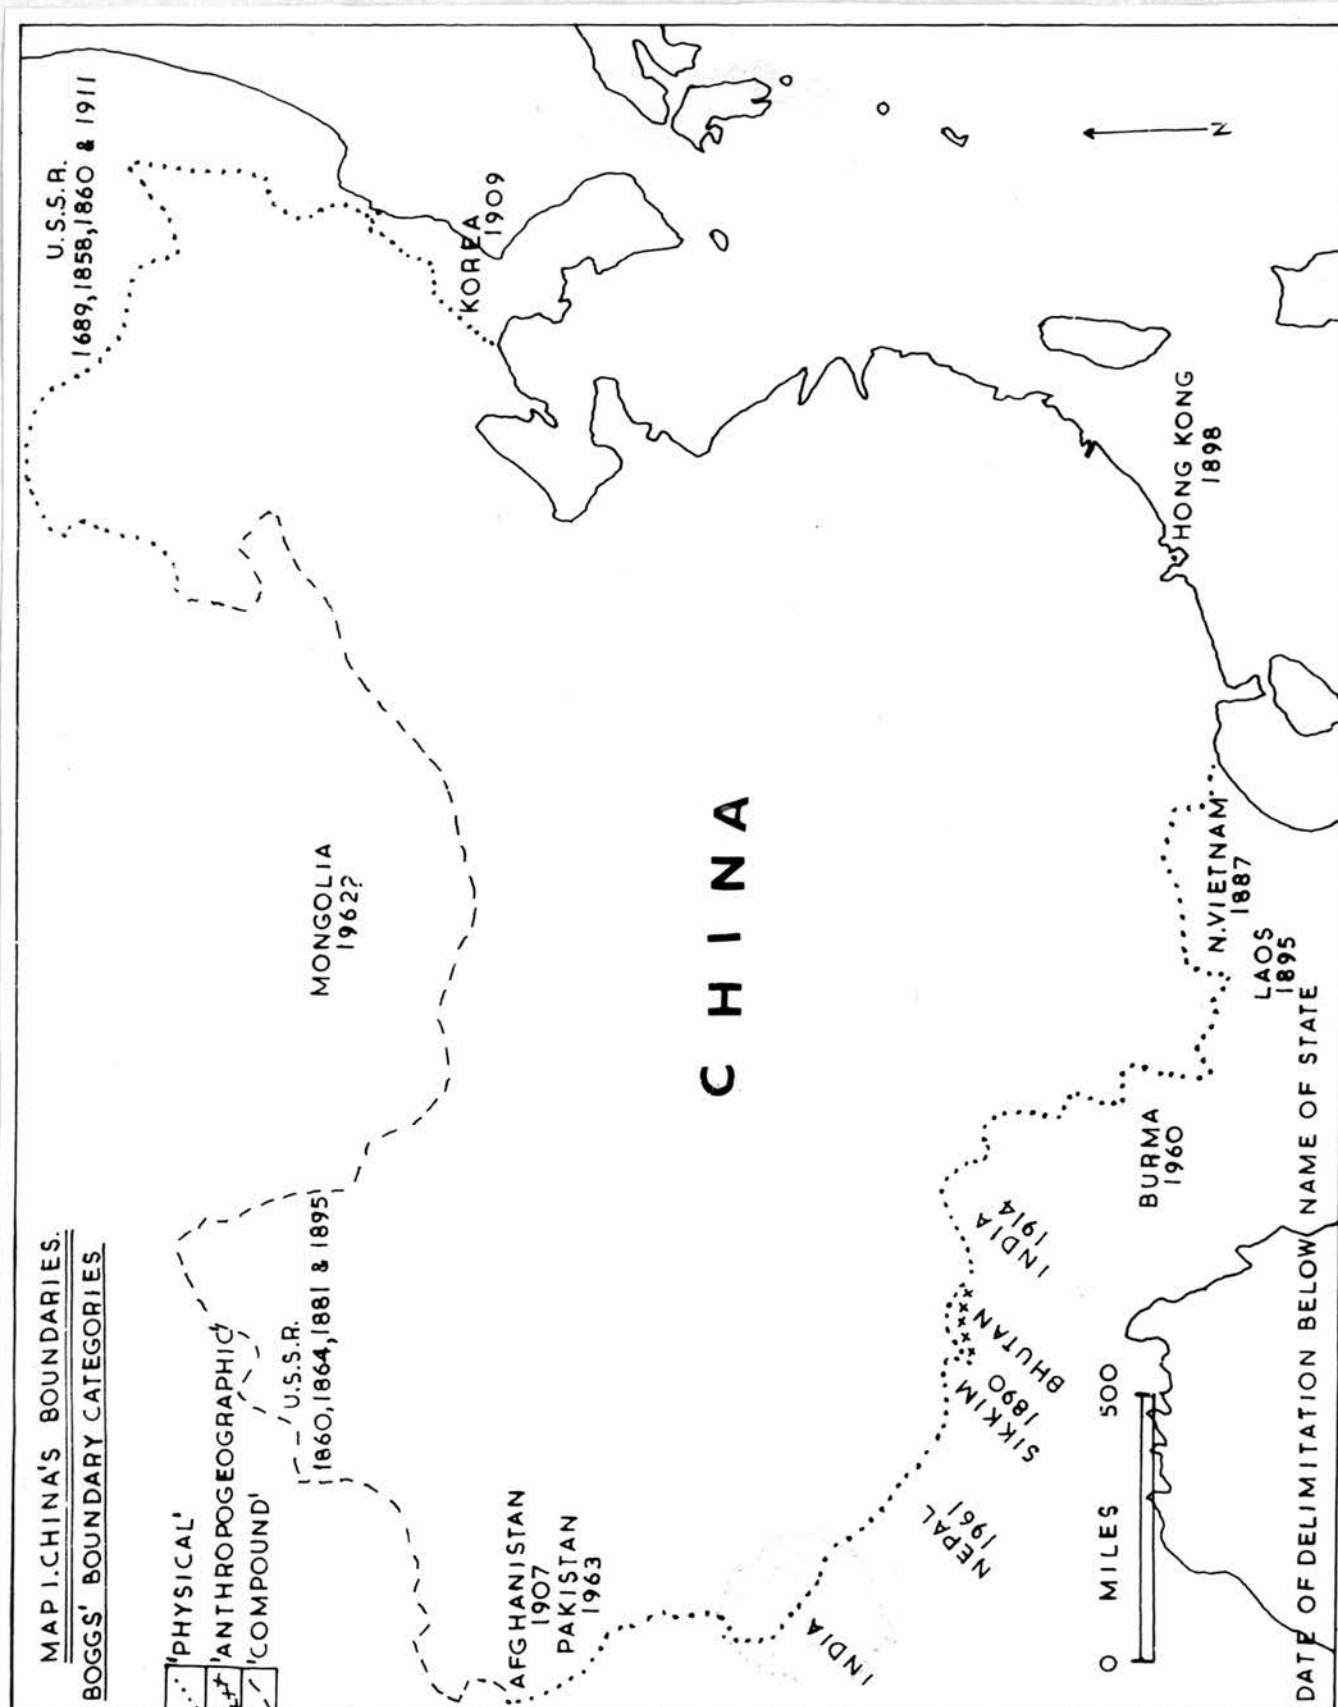 MAP I. CHINA'S BOUNDARIES.
BOGGS' BOUNDARY CATEGORIES
'PHYSICAL'
'ANTHROPOGEOGRAPHIC'
'COMPOUND'
U.S.S.R.
1689,1858,1860 & 1911
KOREA
1909
MONGOLIA
1962?
U.S.S.R.
1860,1864,1881 & 1895
AFGHANISTAN
1907
PAKISTAN
1963
CHINA
INDIA
NEPAL
1961
SIKKIM
1890
BHUTAN
INDIA
1914
BURMA
1960
LAOS
1895
N.VIETNAM
1887
HONG KONG
1898
N
0 MILES 500
DATE OF DELIMITATION BELOW NAME OF STATE